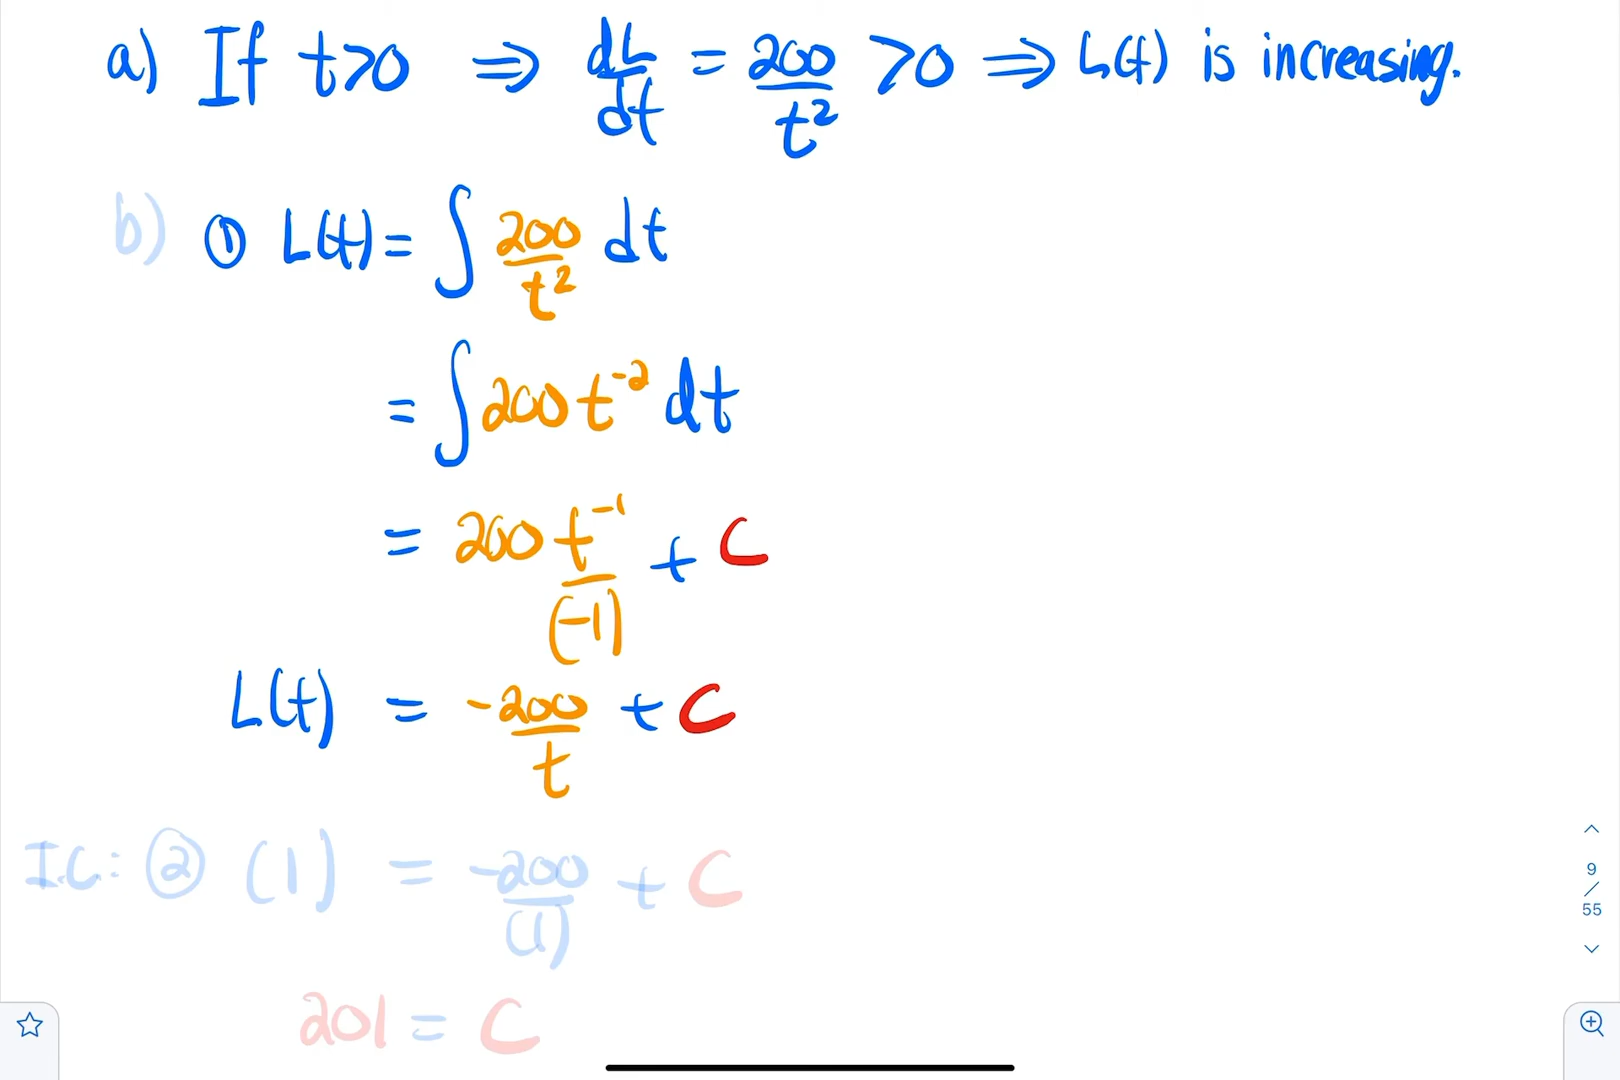 a) If t>0 ⇒ dL/dt = 200/t² >0 ⇒ L(t) is increasing.
b) ① L(t) = ∫ 200/t² dt
= ∫ 200 t⁻² dt
= 200 t⁻¹/(-1) + C
L(t) = -200/t + C
I.C.: ② (1) = -200/(1) + C
201 = C
9
/
55